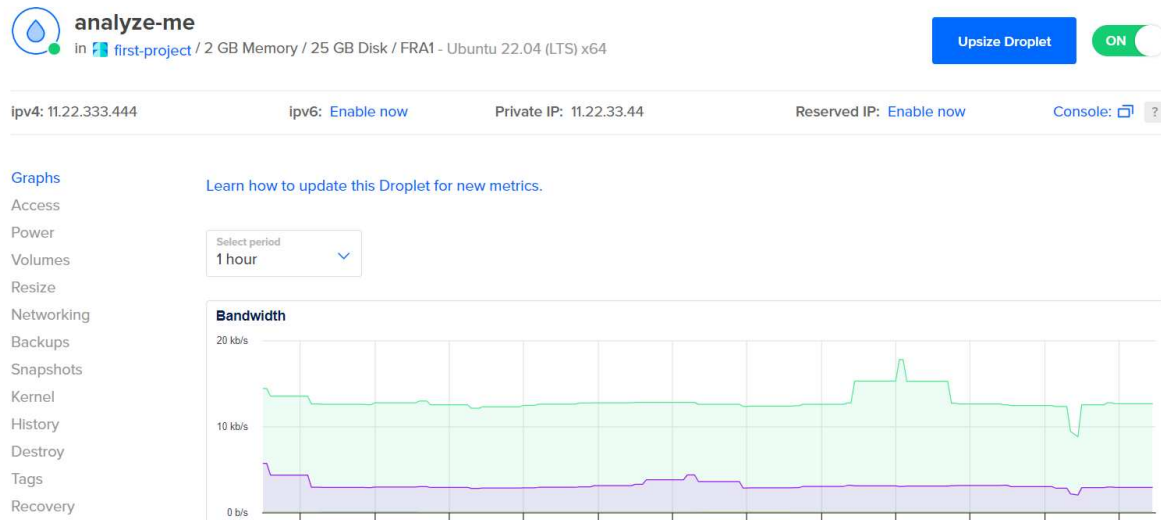 analyze-me
in first-project / 2 GB Memory / 25 GB Disk / FRA1 - Ubuntu 22.04 (LTS) x64
Upsize Droplet
ON
ipv4: 11.22.333.444 ipv6: Enable now Private IP: 11.22.33.44 Reserved IP: Enable now Console: ?
Graphs
Learn how to update this Droplet for new metrics.
Access
Power
Select period
1 hour
Volumes
Resize
Networking
Bandwidth
Backups
20 kb/s
Snapshots
Kernel
History
10 kb/s
Destroy
Tags
Recovery
0 b/s